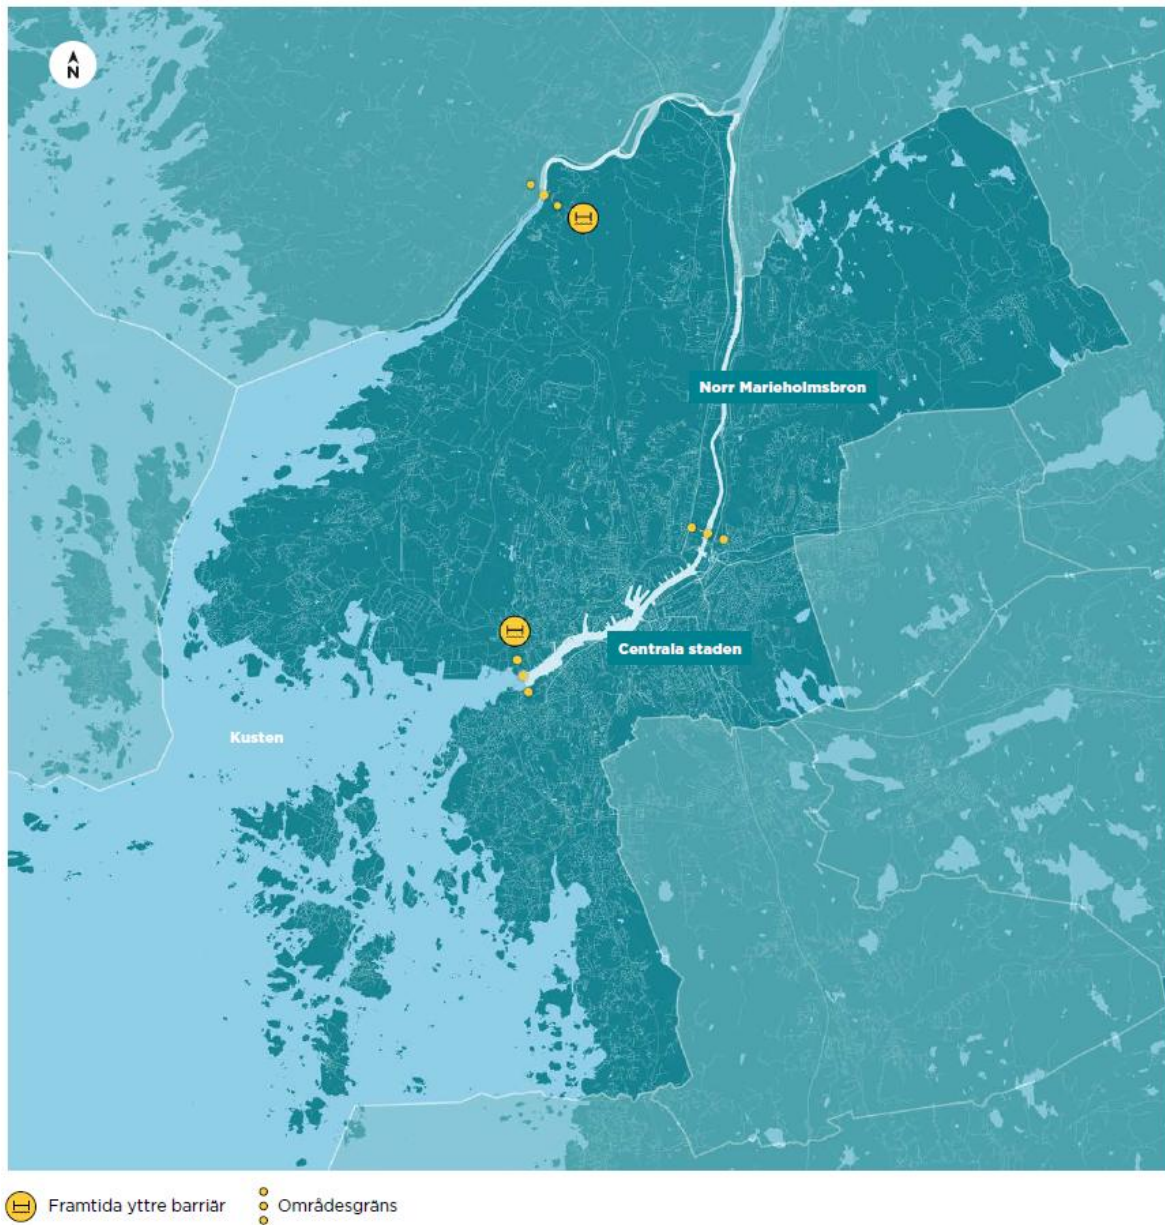 N
Norr Marieholmsbron
Centrala staden
Kusten
Framtida yttre barriär
Områdesgräns